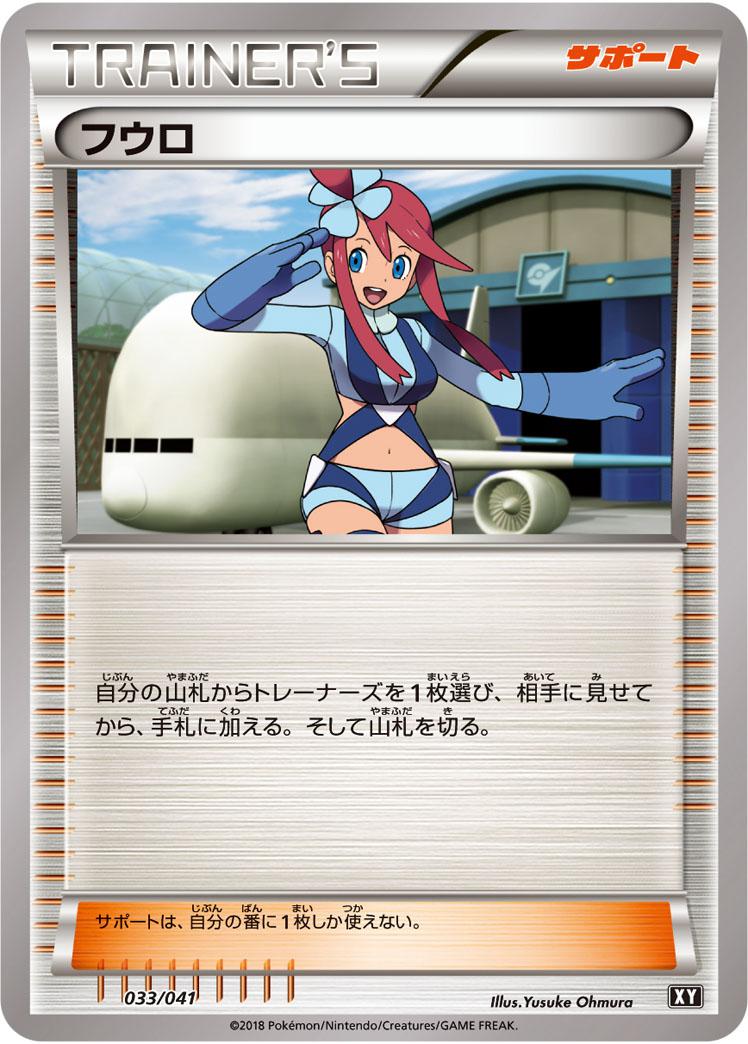 TRAINER'S
サポート
フウロ
自分の山札からトレーナーズを1枚選び、相手に見せて
から、手札に加える。そして山札を切る。
サポートは、自分の番に1枚しか使えない。
033/041
Illus.Yusuke Ohmura
XY
©2018 Pokémon/Nintendo/Creatures/GAME FREAK.